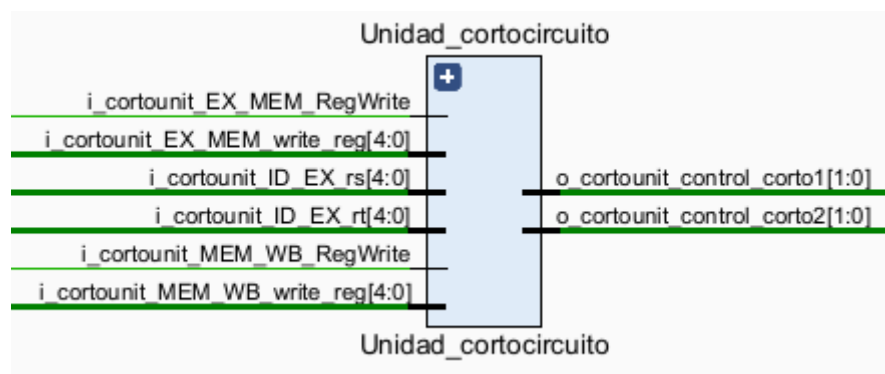 Unidad_cortocircuito
i_cortounit_EX_MEM_RegWrite
i_cortounit_EX_MEM_write_reg[4:0]
i_cortounit_ID_EX_rs[4:0]
o_cortounit_control_corto1[1:0]
i_cortounit_ID_EX_rt[4:0]
o_cortounit_control_corto2[1:0]
i_cortounit_MEM_WB_RegWrite
i_cortounit_MEM_WB_write_reg[4:0]
Unidad_cortocircuito